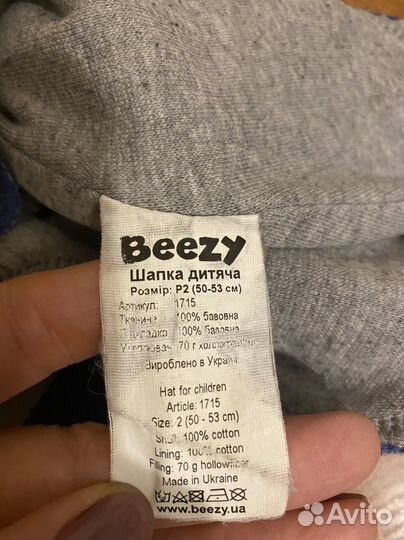 Beezy
Шапка дитяча
Розмір: Р2 (50-53 см)
Артикул: 1715
Тканина 100% бавовна
100% бавовна
70 г
Вироблено в Україні
Hat for children
Article: 1715
Size: 2 (50 - 53 cm)
100% cotton
Lining: 100% cotton
Filling: 70 g hollowfiber
Made in Ukraine
www.beezy.ua
Avito